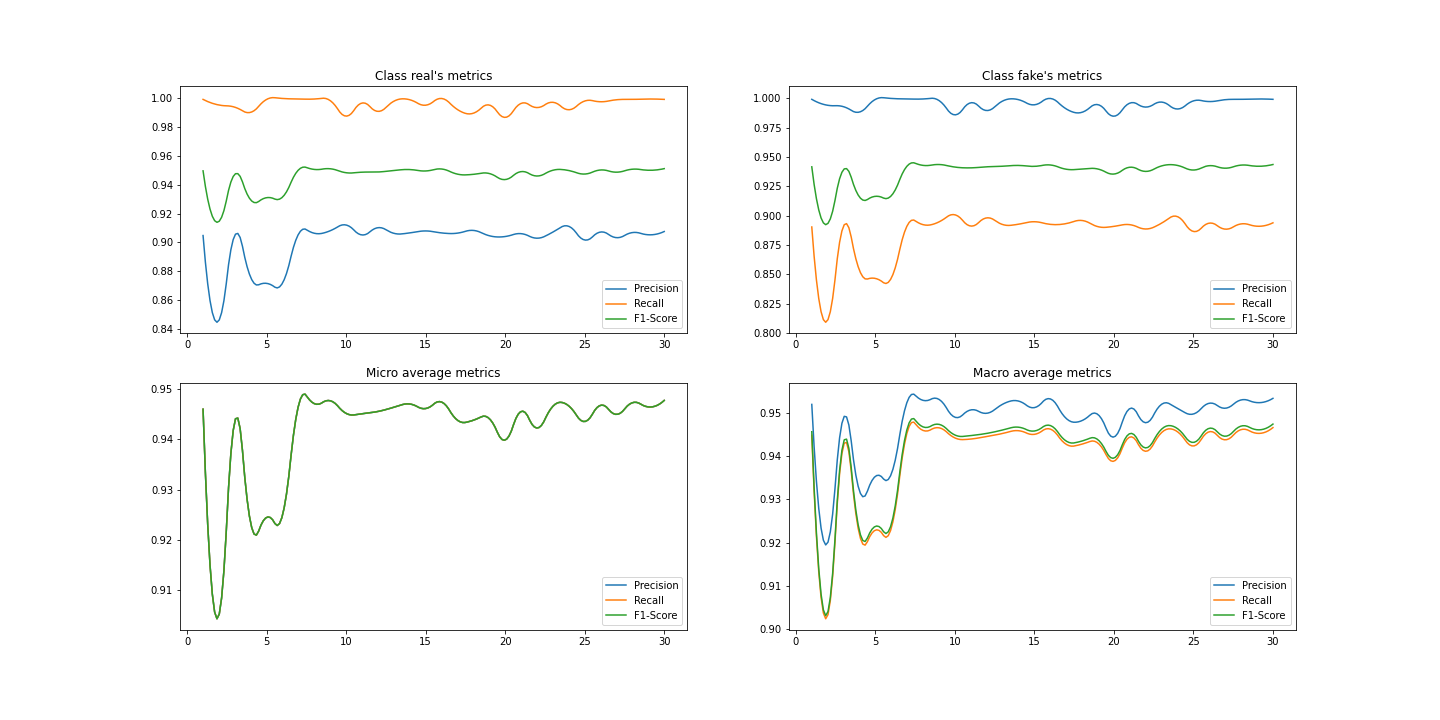 Class real's metrics
1.00
0.98
0.96
0.94
0.92
0.90
0.88
0.86
0.84
0 5 10 15 20 25 30
Precision
Recall
F1-Score
Class fake's metrics
1.000
0.975
0.950
0.925
0.900
0.875
0.850
0.825
0.800
0 5 10 15 20 25 30
Precision
Recall
F1-Score
Micro average metrics
0.95
0.94
0.93
0.92
0.91
0 5 10 15 20 25 30
Precision
Recall
F1-Score
Macro average metrics
0.95
0.94
0.93
0.92
0.91
0.90
0 5 10 15 20 25 30
Precision
Recall
F1-Score